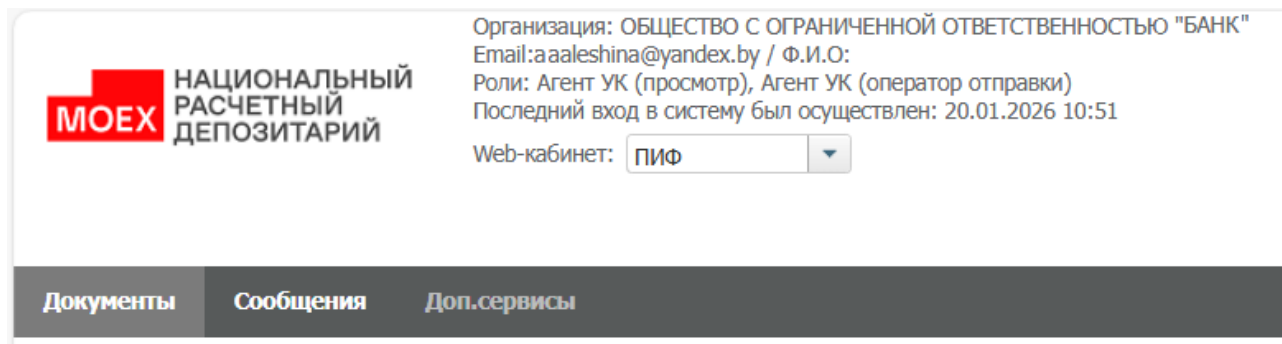 Организация: ОБЩЕСТВО С ОГРАНИЧЕННОЙ ОТВЕТСТВЕННОСТЬЮ "БАНК"
Email:aaaleshina@yandex.by / Ф.И.О:
Роли: Агент УК (просмотр), Агент УК (оператор отправки)
Последний вход в систему был осуществлен: 20.01.2026 10:51
Web-кабинет: ПИФ
MOEX
НАЦИОНАЛЬНЫЙ
РАСЧЕТНЫЙ
ДЕПОЗИТАРИЙ
Документы Сообщения Доп.сервисы